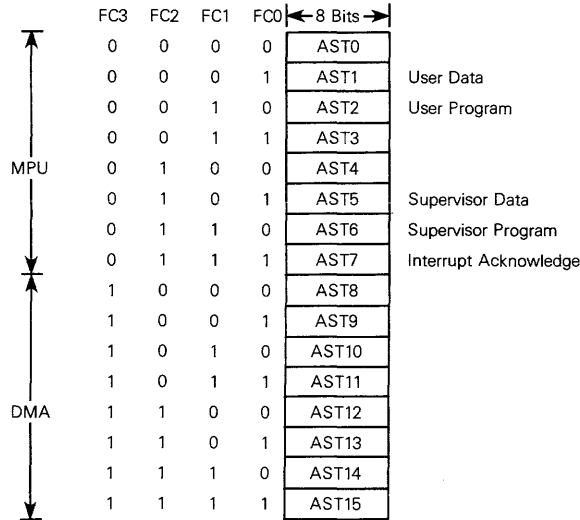 FC3 FC2 FC1 FC0 8 Bits
0 0 0 0 AST0
0 0 0 1 AST1 User Data
0 0 1 0 AST2 User Program
0 0 1 1 AST3
MPU 0 1 0 0 AST4
0 1 0 1 AST5 Supervisor Data
0 1 1 0 AST6 Supervisor Program
0 1 1 1 AST7 Interrupt Acknowledge
1 0 0 0 AST8
1 0 0 1 AST9
1 0 1 0 AST10
1 0 1 1 AST11
DMA 1 1 0 0 AST12
1 1 0 1 AST13
1 1 1 0 AST14
1 1 1 1 AST15